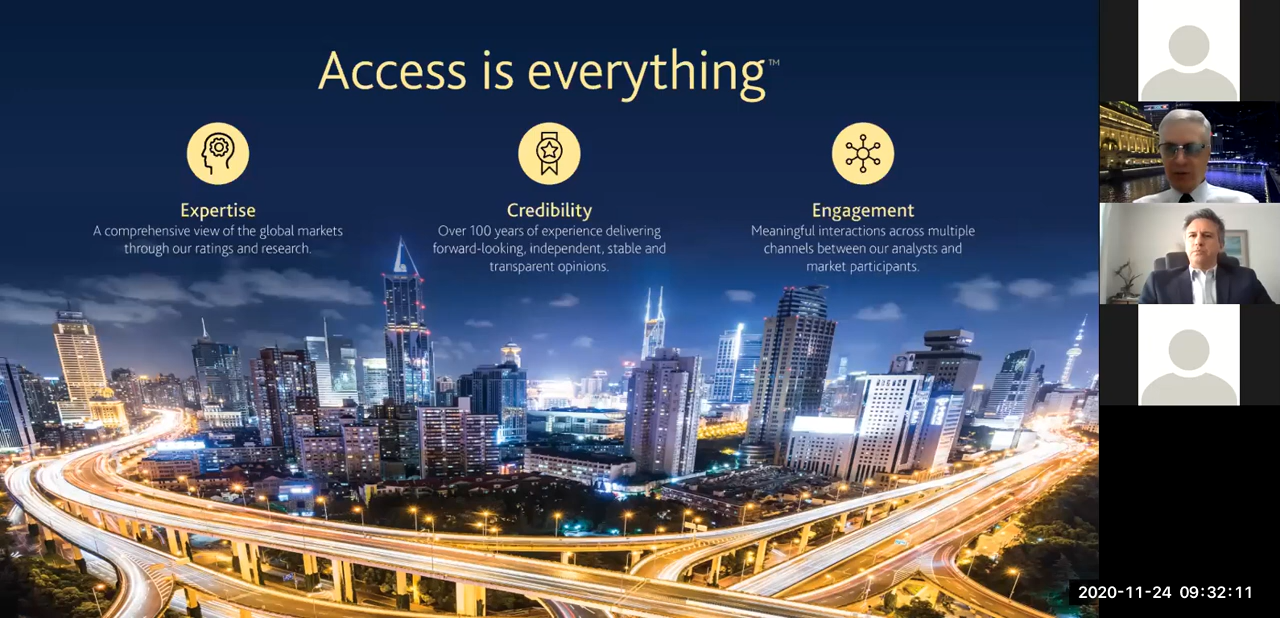 Access is everything™
Expertise
A comprehensive view of the global markets
through our ratings and research.
Credibility
Over 100 years of experience delivering
forward-looking, independent, stable and
transparent opinions.
Engagement
Meaningful interactions across multiple
channels between our analysts and
market participants.
2020-11-24 09:32:11